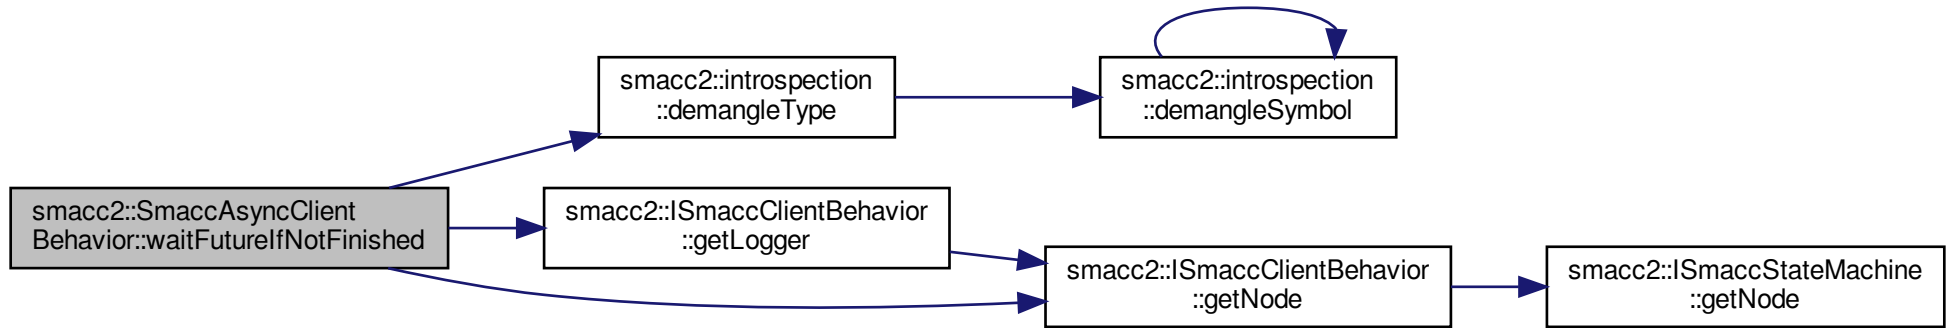 smacc2::introspection
::demangleType
smacc2::introspection
::demangleSymbol
smacc2::SmaccAsyncClient
Behavior::waitFutureIfNotFinished
smacc2::ISmaccClientBehavior
::getLogger
smacc2::ISmaccClientBehavior
::getNode
smacc2::ISmaccStateMachine
::getNode